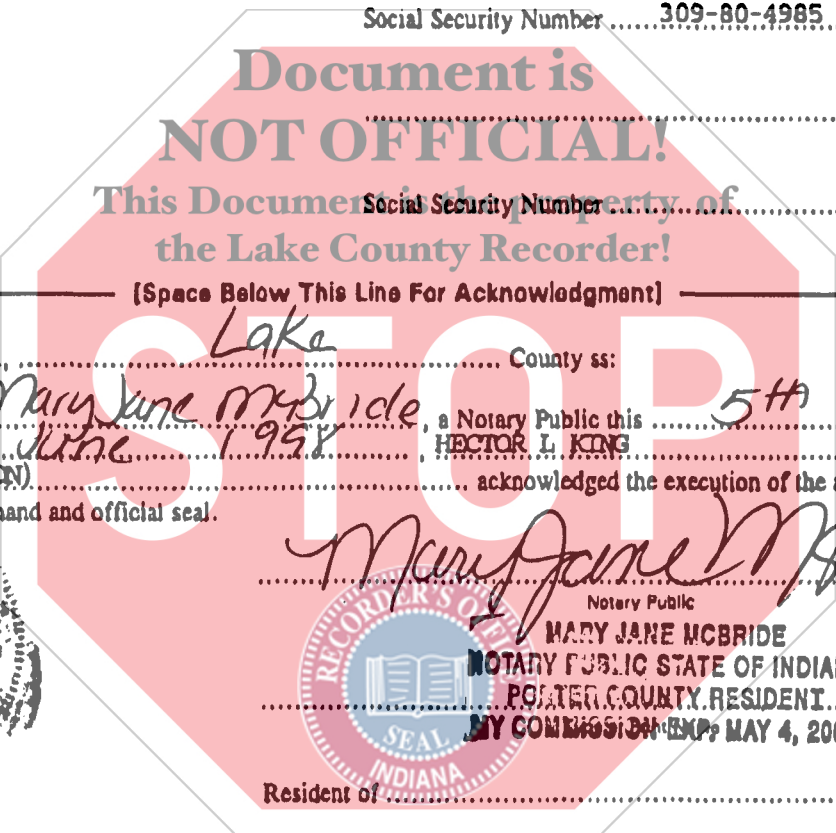 Social Security Number ...... 309-80-4985
Document is
NOT OFFICIAL!
This Document is the property of
Social Security Number
the Lake County Recorder!
[Space Below This Line For Acknowledgment]
Lake
County ss:
STOP
Mary Jane McBride, a Notary Public this 5th
June 1998, HECTOR L KING
acknowledged the execution of the
hand and official seal.
Mary Jane
Notary Public
MARY JANE MCBRIDE
NOTARY PUBLIC STATE OF INDIA
PORTER COUNTY RESIDENT
MY COMMISSION EXP. MAY 4, 200
RECORDER'S OFFICE
SEAL
INDIANA
Resident of